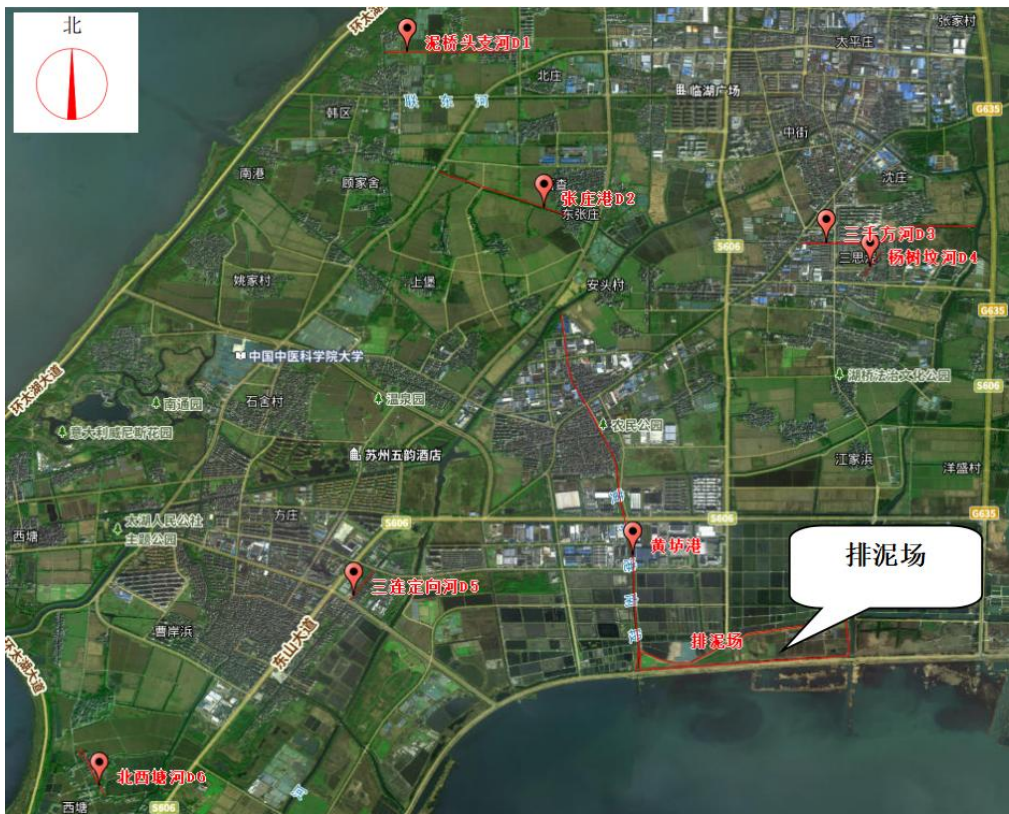 北
环太湖
泥桥头支河D1
张家村
大平庄
北庄
临湖广场
联东河
韩区
G635
中街
南港
顾家舍
沈庄
查
张庄港D2
东张庄
三千方河D3
S606
三思
杨树坟河D4
姚家村
上堡
安头村
G635
中国中医科学院大学
环太湖大道
湖桥法治文化公园
S606
南通园
石舍村
温泉园
农民公园
意大利威尼斯花园
苏州五韵酒店
江家浜
洋盛村
方庄
G635
太湖人民公社
主题公园
S606
S606
西塘
黄垆港
排泥场
三连定向河D5
曹岸浜
东山大道
排泥场
环太湖大道
北西塘河D6
河
西塘
S606